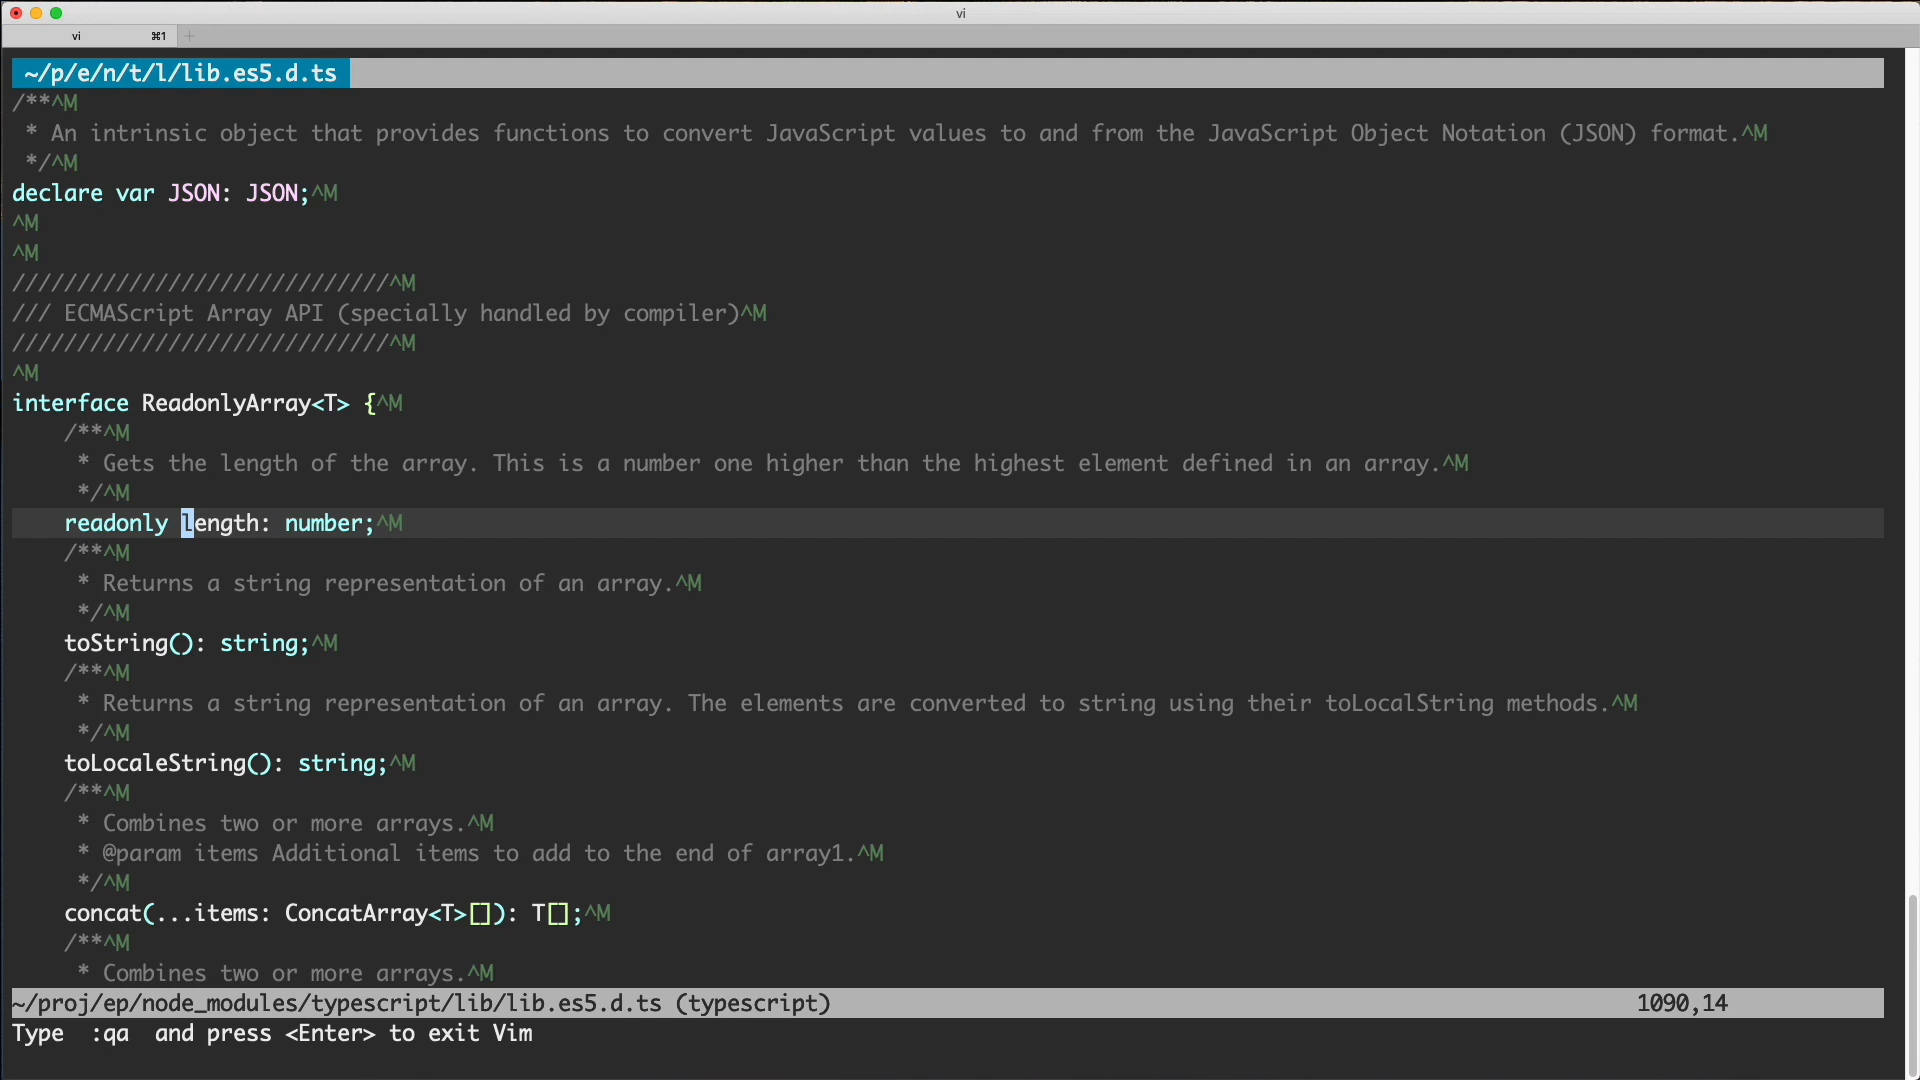 vi
vi ⌘1 +
~/p/e/n/t/l/lib.es5.d.ts
/**^M
 * An intrinsic object that provides functions to convert JavaScript values to and from the JavaScript Object Notation (JSON) format.^M
 */^M
declare var JSON: JSON;^M
^M
^M
/////////////////////////////^M
/// ECMAScript Array API (specially handled by compiler)^M
/////////////////////////////^M
^M
interface ReadonlyArray<T> {^M
    /**^M
     * Gets the length of the array. This is a number one higher than the highest element defined in an array.^M
     */^M
    readonly length: number;^M
    /**^M
     * Returns a string representation of an array.^M
     */^M
    toString(): string;^M
    /**^M
     * Returns a string representation of an array. The elements are converted to string using their toLocalString methods.^M
     */^M
    toLocaleString(): string;^M
    /**^M
     * Combines two or more arrays.^M
     * @param items Additional items to add to the end of array1.^M
     */^M
    concat(...items: ConcatArray<T>[]): T[];^M
    /**^M
     * Combines two or more arrays.^M
~/proj/ep/node_modules/typescript/lib/lib.es5.d.ts (typescript) 1090,14
Type  :qa  and press <Enter> to exit Vim